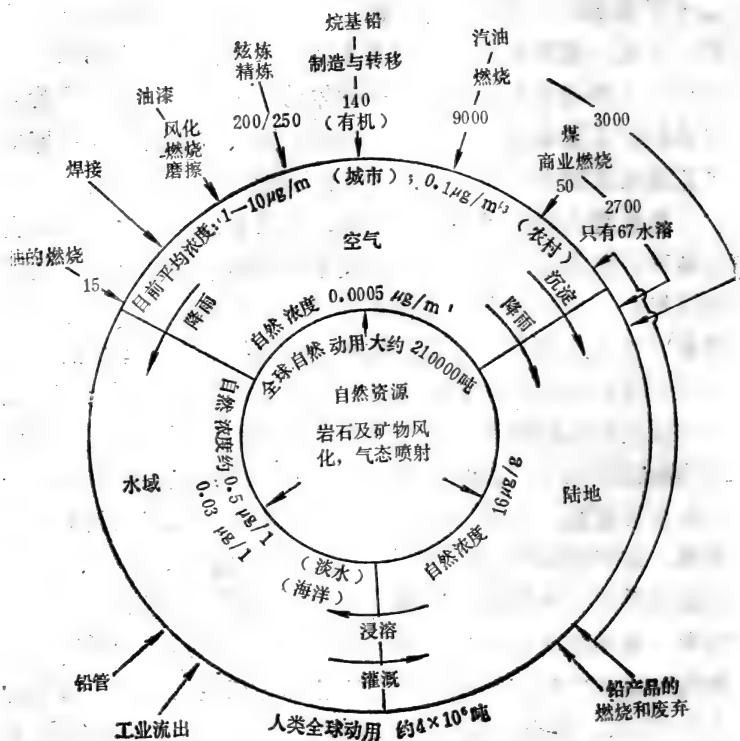 烷基铅
制造与转移
140
(有机)
汽油
燃烧
9000
炫炼
精炼
200/250
油漆
风化
燃烧
磨擦
焊接
油的燃烧
15
3000
煤
商业燃烧
50
2700
只有67水溶
目前平均浓度:1—10μg/m (城市); 0.1μg/m³ (农村)
空气
降雨
降雨
沉淀
自然浓度 0.0005 μg/m
全球自然动用大约210000吨
自然资源
岩石及矿物风
化,气态喷射
水域
自然浓度约0.5 μg/l
0.03 μg/l
(淡水)
(海洋)
陆地
自然浓度
浸溶
灌溉
铅管
工业流出
人类全球动用 约4×10⁶吨
铅产品的
燃烧和废弃